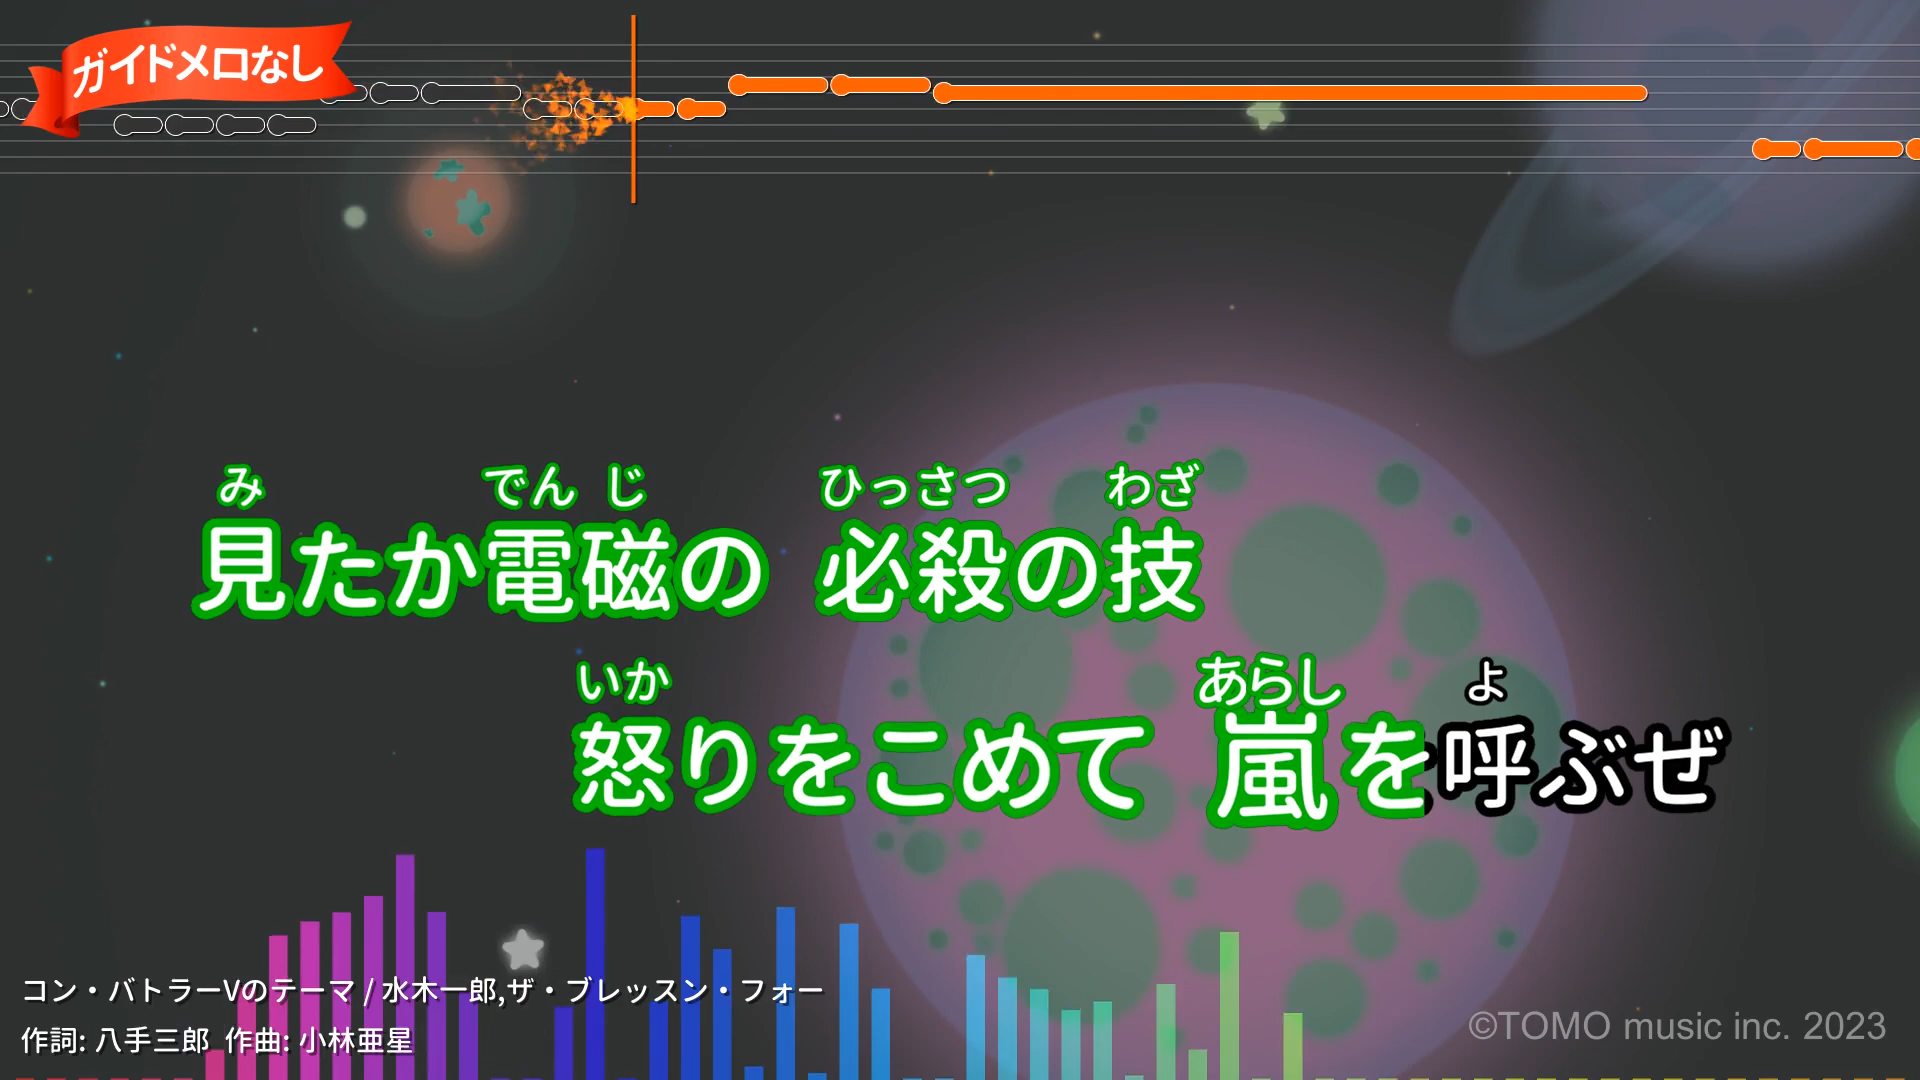 ガイドメロなし
み でん じ ひっさつ わざ
見たか電磁の 必殺の技
いか あらし よ
怒りをこめて 嵐を呼ぶぜ
コン・バトラーVのテーマ / 水木一郎,ザ・ブレッスン・フォー
作詞: 八手三郎 作曲: 小林亜星
©TOMO music inc. 2023